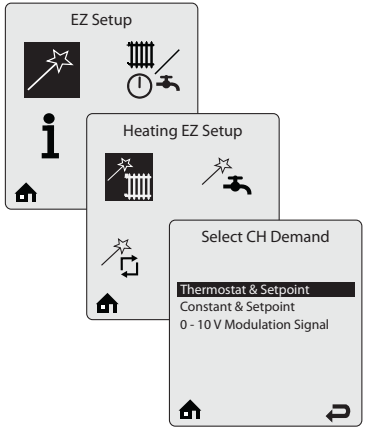 EZ Setup
Heating EZ Setup
Select CH Demand
Thermostat & Setpoint
Constant & Setpoint
0 - 10 V Modulation Signal